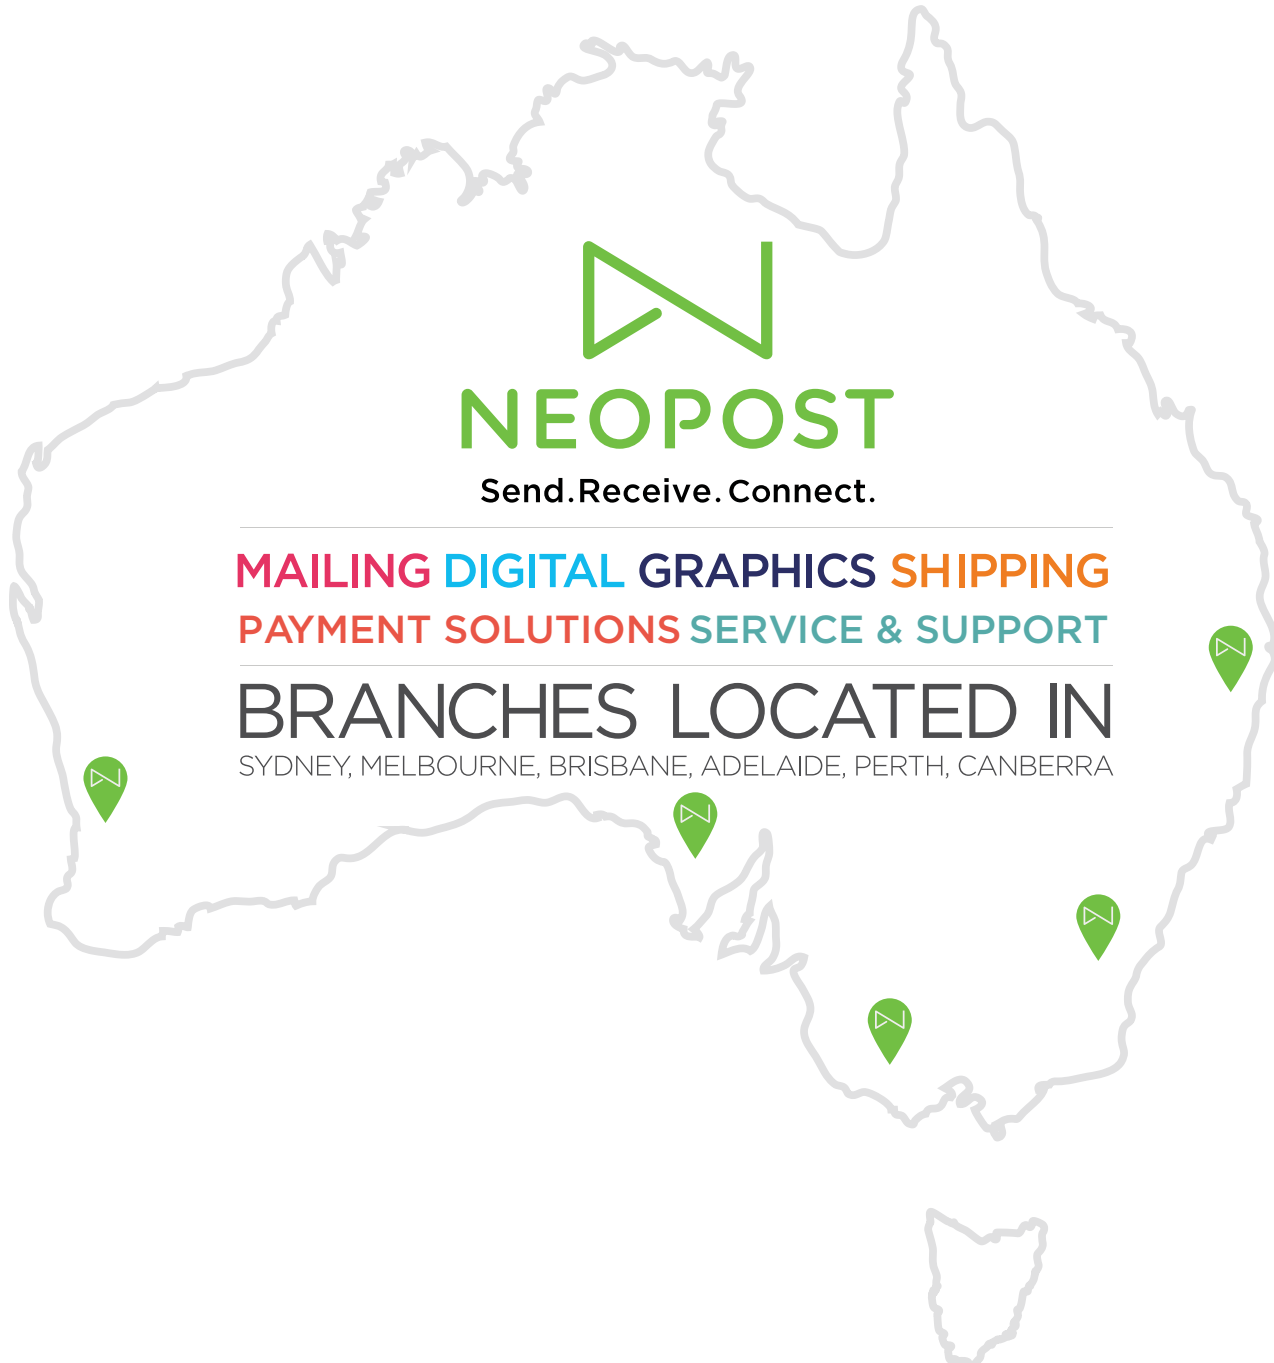 NEOPOST
Send. Receive. Connect.
MAILING DIGITAL GRAPHICS SHIPPING
PAYMENT SOLUTIONS SERVICE & SUPPORT
BRANCHES LOCATED IN
SYDNEY, MELBOURNE, BRISBANE, ADELAIDE, PERTH, CANBERRA